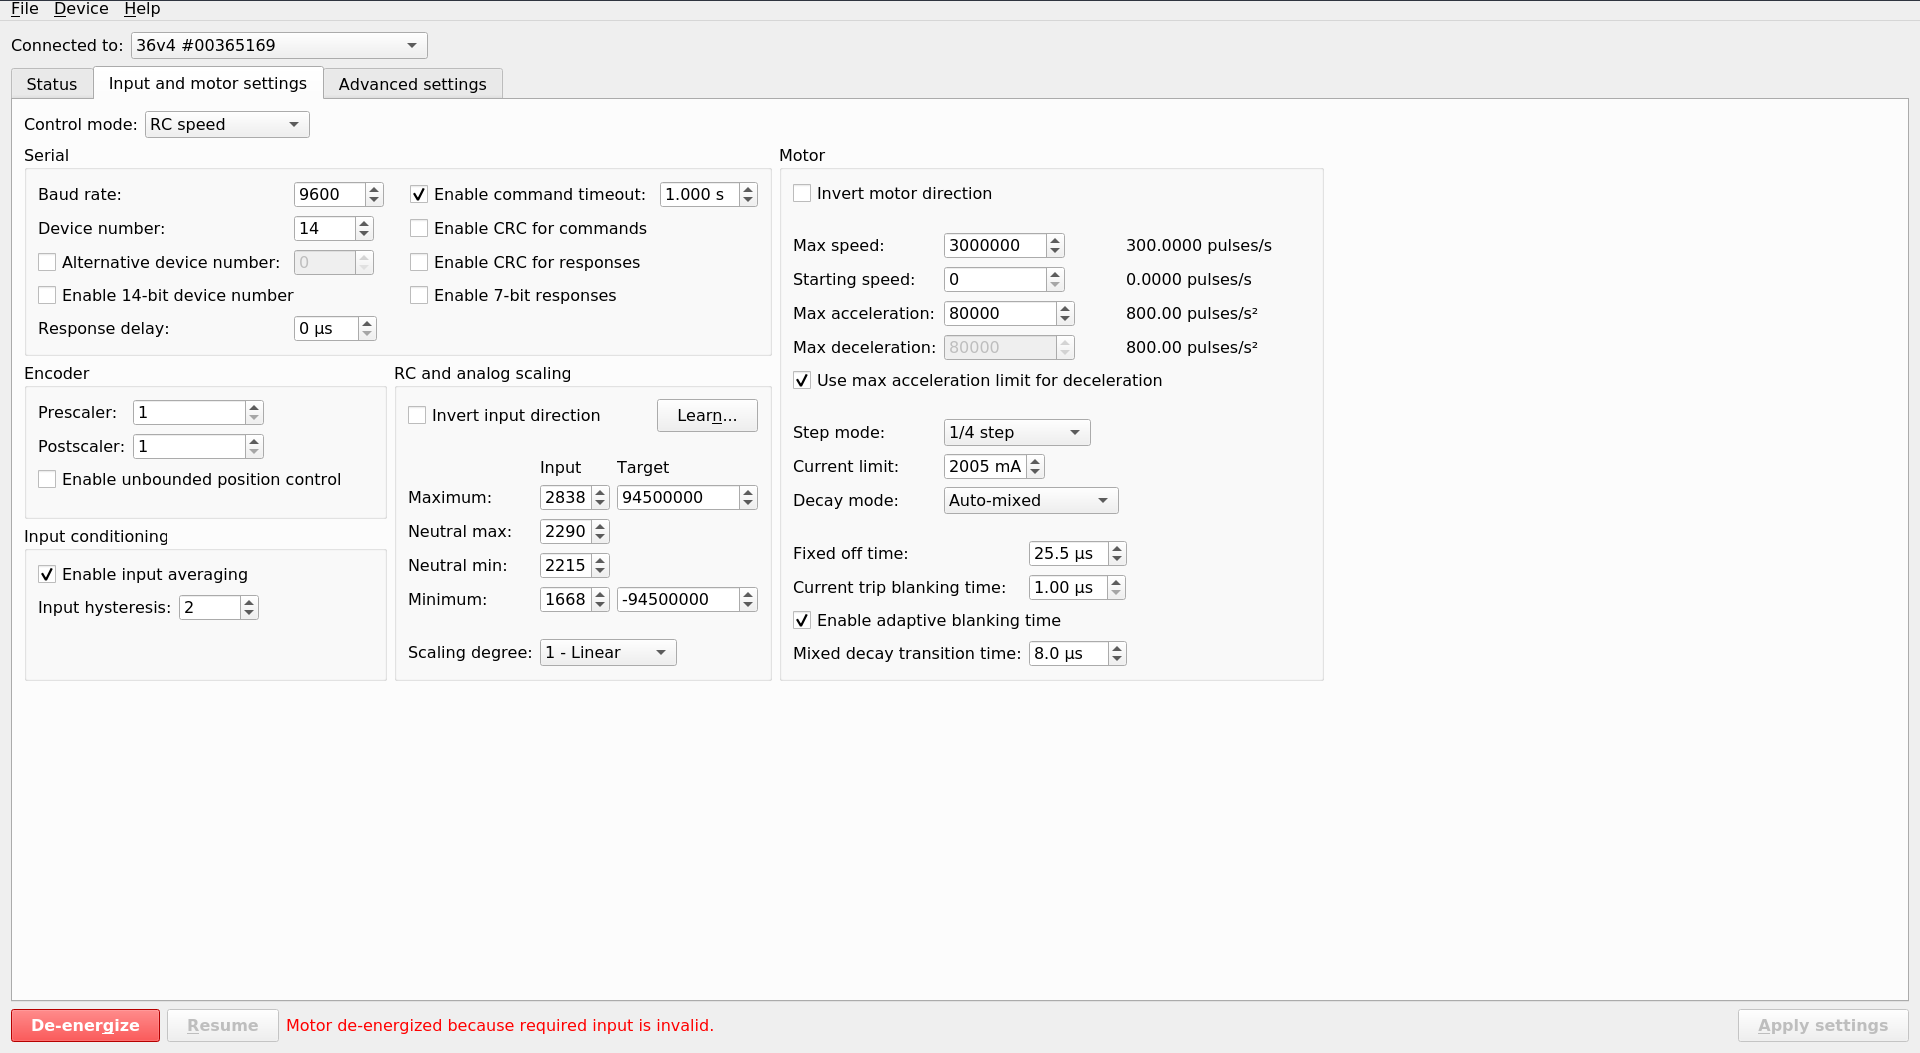 File Device Help
Connected to: 36v4 #00365169
Status Input and motor settings Advanced settings
Control mode: RC speed
Serial
Baud rate: 9600
Device number: 14
Alternative device number: 0
Enable 14-bit device number
Response delay: 0 µs
Enable command timeout: 1.000 s
Enable CRC for commands
Enable CRC for responses
Enable 7-bit responses
Encoder
Prescaler: 1
Postscaler: 1
Enable unbounded position control
Input conditioning
Enable input averaging
Input hysteresis: 2
RC and analog scaling
Invert input direction Learn...
Input Target
Maximum: 2838 94500000
Neutral max: 2290
Neutral min: 2215
Minimum: 1668 -94500000
Scaling degree: 1 - Linear
Motor
Invert motor direction
Max speed: 3000000 300.0000 pulses/s
Starting speed: 0 0.0000 pulses/s
Max acceleration: 80000 800.00 pulses/s²
Max deceleration: 80000 800.00 pulses/s²
Use max acceleration limit for deceleration
Step mode: 1/4 step
Current limit: 2005 mA
Decay mode: Auto-mixed
Fixed off time: 25.5 µs
Current trip blanking time: 1.00 µs
Enable adaptive blanking time
Mixed decay transition time: 8.0 µs
De-energize Resume Motor de-energized because required input is invalid. Apply settings